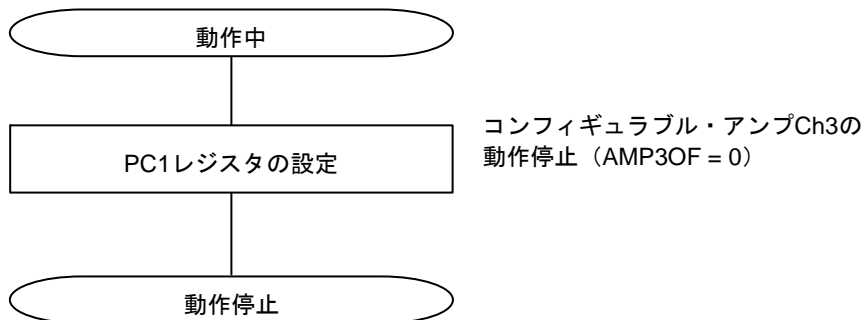 動作中
PC1レジスタの設定
コンフィギュラブル・アンプCh3の
動作停止（AMP3OF = 0）
動作停止